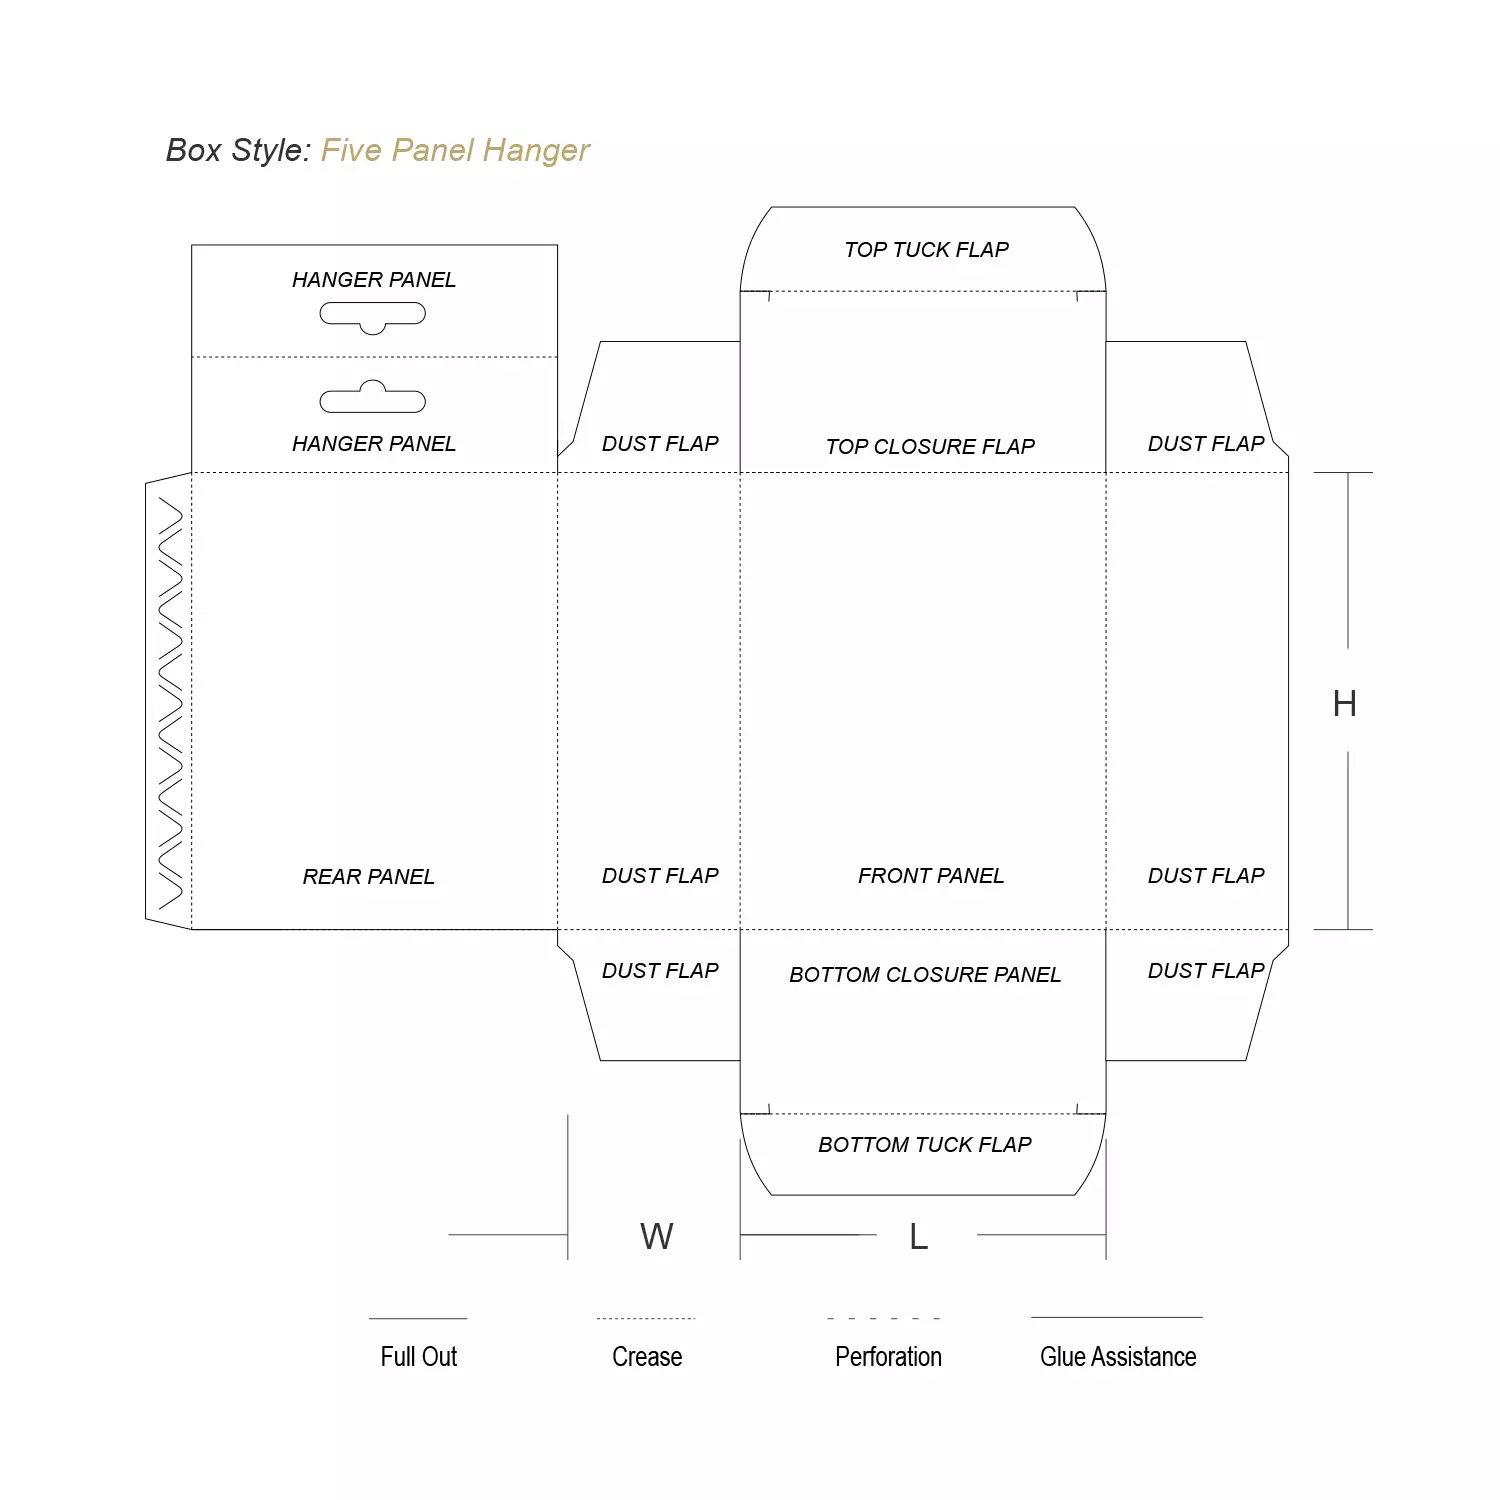 Box Style: Five Panel Hanger
TOP TUCK FLAP
HANGER PANEL
HANGER PANEL
DUST FLAP
TOP CLOSURE FLAP
DUST FLAP
H
REAR PANEL
DUST FLAP
FRONT PANEL
DUST FLAP
DUST FLAP
BOTTOM CLOSURE PANEL
DUST FLAP
BOTTOM TUCK FLAP
W
L
Full Out
Crease
Perforation
Glue Assistance